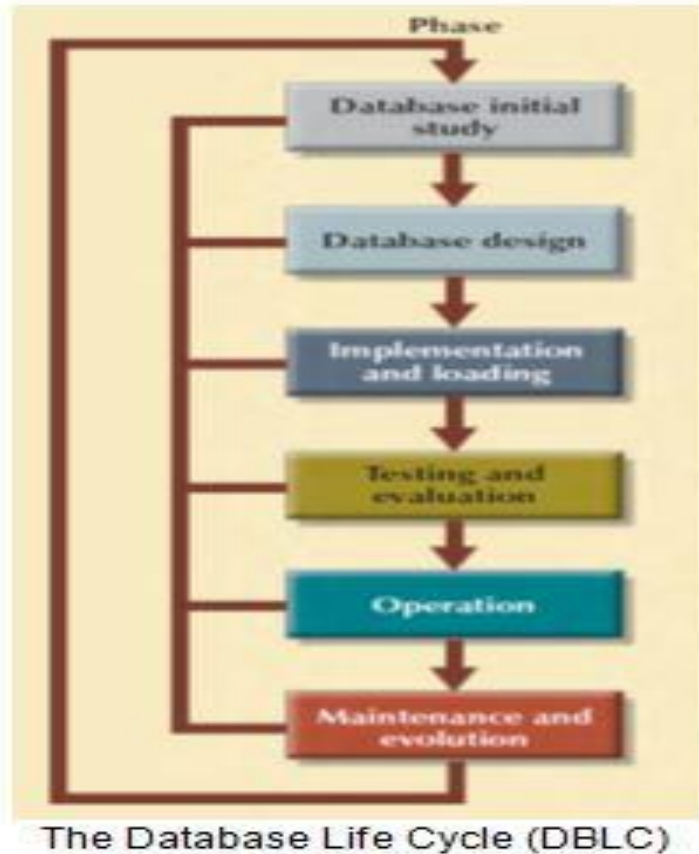 Phase
Database initial
study
Database design
Implementation
and loading
Testing and
evaluation
Operation
Maintenance and
evolution
The Database Life Cycle (DBLC)